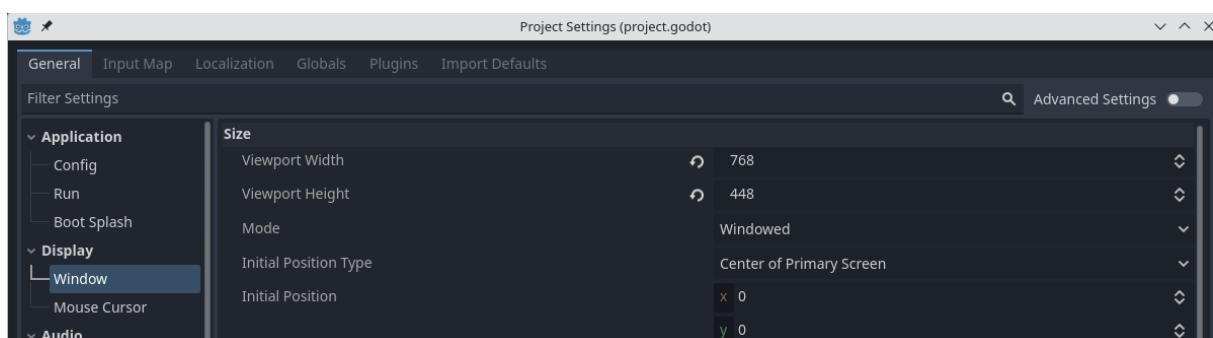 Project Settings (project.godot)
General Input Map Localization Globals Plugins Import Defaults
Filter Settings Advanced Settings
Application
Config
Run
Boot Splash
Display
Window
Mouse Cursor
Audio
Size
Viewport Width 768
Viewport Height 448
Mode Windowed
Initial Position Type Center of Primary Screen
Initial Position x 0
y 0